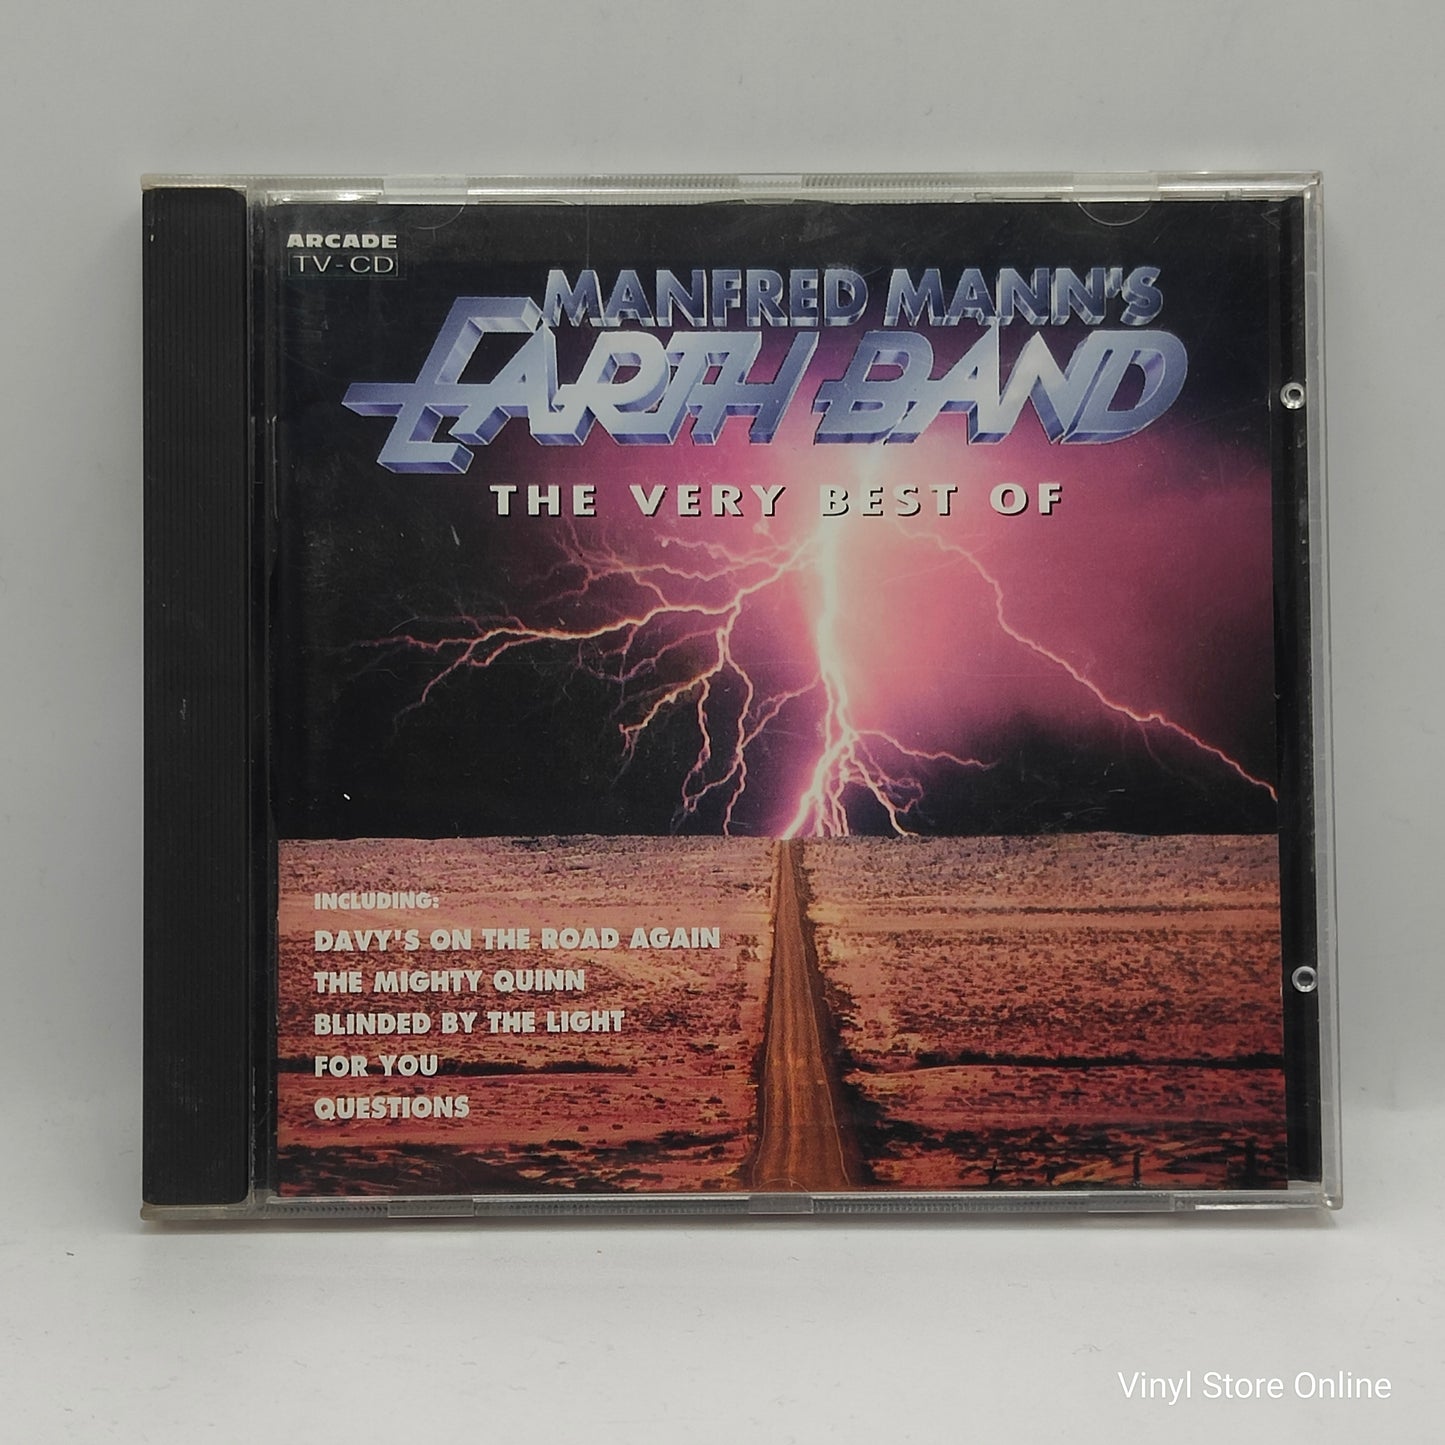 ARCADE
TV-CD
MANFRED MANN'S
EARTH BAND
THE VERY BEST OF
INCLUDING:
DAVY'S ON THE ROAD AGAIN
THE MIGHTY QUINN
BLINDED BY THE LIGHT
FOR YOU
QUESTIONS
Vinyl Store Online